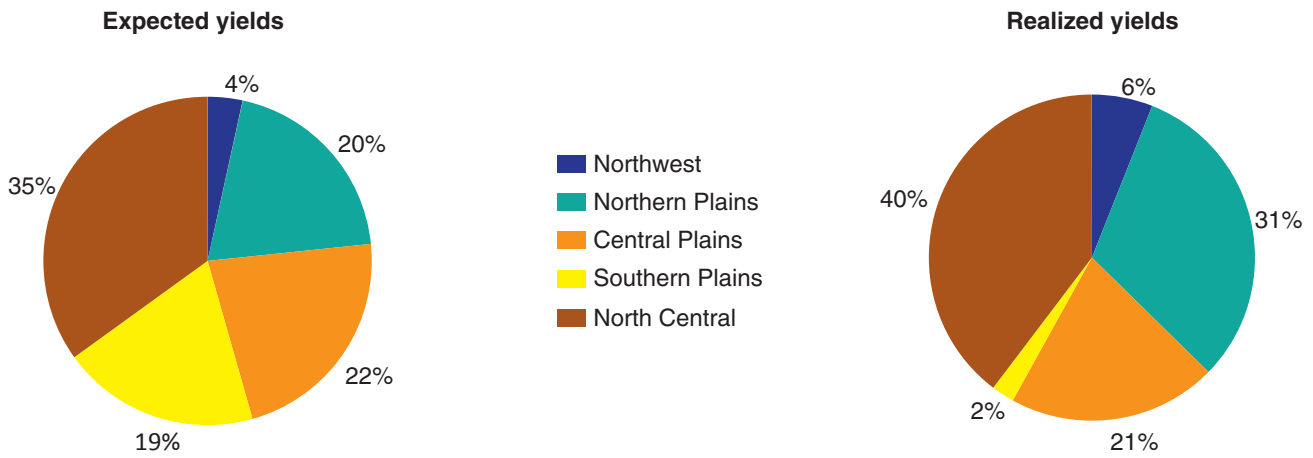 Expected yields
4%
20%
22%
19%
35%
Northwest
Northern Plains
Central Plains
Southern Plains
North Central
Realized yields
6%
31%
21%
2%
40%